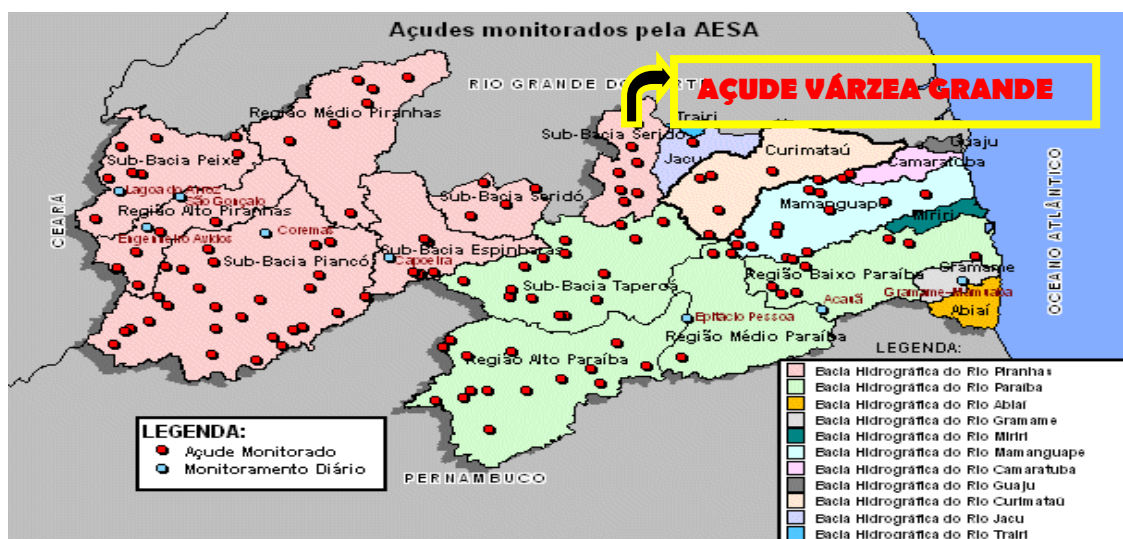 Açudes monitorados pela AESA
RIO GRANDE DO
AÇUDE VÁRZEA GRANDE
Região Médio Piranhas
Sub-Bacia Seridó
Trairi
Guaju
Curimataú
Sub-Bacia Peixe
Jacu
Camaratuba
Lagoa do Arroz
São Gonçalo
Sub-Bacia Seridó
Mamanguape
CEARÁ
Região Alto Piranhas
Miriri
OCEANO ATLÂNTICO
Engenheiro Avidos
Coremas
Sub-Bacia Espinharas
Sub-Bacia Piancó
Capoeira
Região Baixo Paraíba
Gramame
Sub-Bacia Taperoá
Gramame-Mamuaba
Acauã
Abiaí
Epitácio Pessoa
Região Médio Paraíba
Região Alto Paraíba
LEGENDA:
Bacia Hidrográfica do Rio Piranhas
Bacia Hidrográfica do Rio Paraíba
Bacia Hidrográfica do Rio Abiaí
Bacia Hidrográfica do Rio Gramame
Bacia Hidrográfica do Rio Miriri
Bacia Hidrográfica do Rio Mamanguape
Bacia Hidrográfica do Rio Camaratuba
Bacia Hidrográfica do Rio Guaju
Bacia Hidrográfica do Rio Curimataú
Bacia Hidrográfica do Rio Jacu
Bacia Hidrográfica do Rio Trairi
LEGENDA:
Açude Monitorado
Monitoramento Diário
PERNAMBUCO